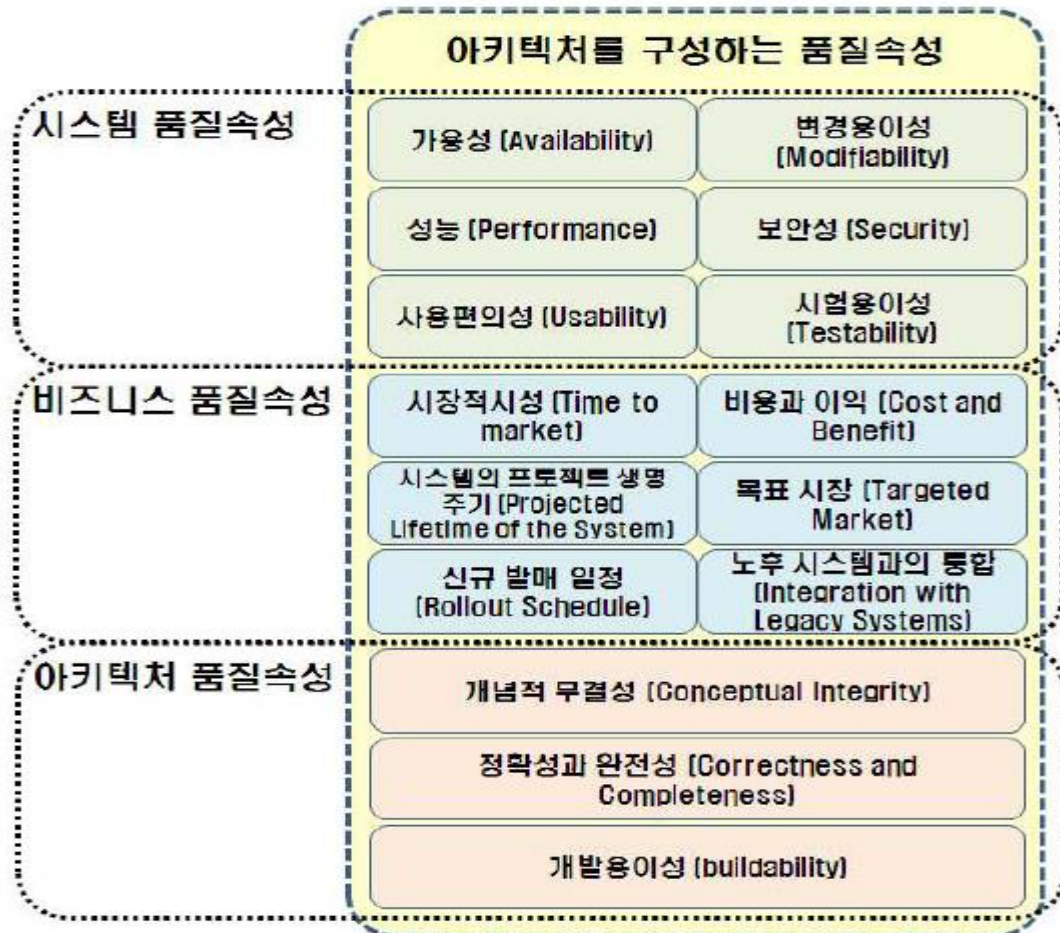 아키텍처를 구성하는 품질속성
시스템 품질속성
가용성 (Availability)
변경용이성
(Modifiability)
성능 (Performance)
보안성 (Security)
사용편의성 (Usability)
시험용이성
(Testability)
비즈니스 품질속성
시장적시성 (Time to
market)
비용과 이익 (Cost and
Benefit)
시스템의 프로젝트 생명
주기 (Projected
Lifetime of the System)
목표 시장 (Targeted
Market)
신규 발매 일정
(Rollout Schedule)
노후 시스템과의 통합
(Integration with
Legacy Systems)
아키텍처 품질속성
개념적 무결성 (Conceptual Integrity)
정확성과 완전성 (Correctness and
Completeness)
개발용이성 (buildability)